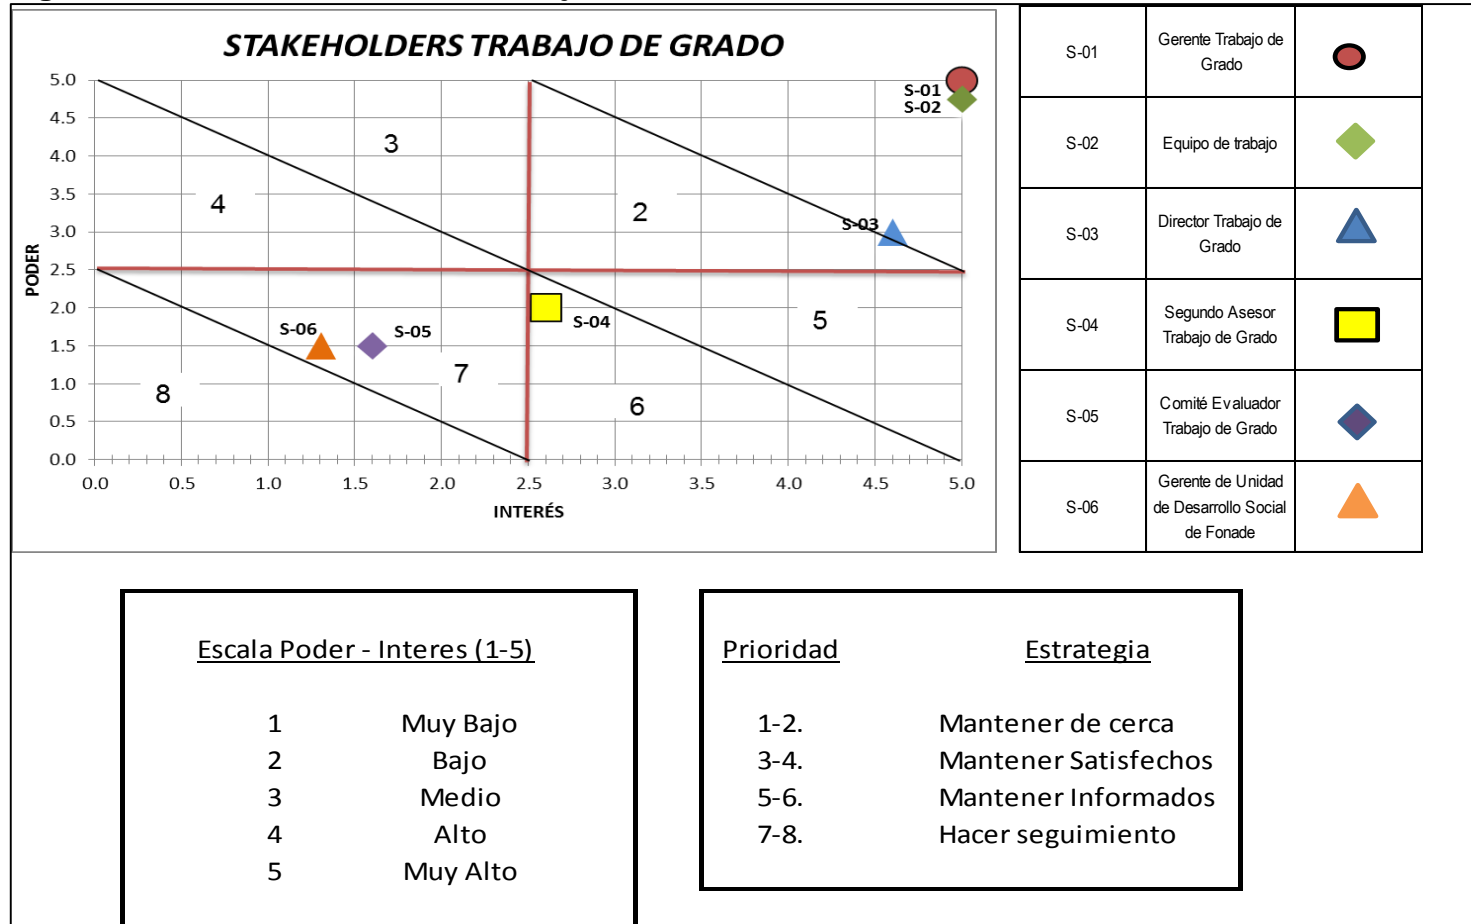 STAKEHOLDERS TRABAJO DE GRADO
5.0
4.5
4.0
3.5
3.0
2.5
2.0
1.5
1.0
0.5
0.0
PODER
0.0 0.5 1.0 1.5 2.0 2.5 3.0 3.5 4.0 4.5 5.0
INTERÉS
S-01
S-02
3
4
2
S-03
S-04
5
S-06
S-05
7
8
6
S-01
Gerente Trabajo de
Grado
S-02
Equipo de trabajo
S-03
Director Trabajo de
Grado
S-04
Segundo Asesor
Trabajo de Grado
S-05
Comité Evaluador
Trabajo de Grado
S-06
Gerente de Unidad
de Desarrollo Social
de Fonade
Escala Poder - Interes (1-5)
1 Muy Bajo
2 Bajo
3 Medio
4 Alto
5 Muy Alto
Prioridad Estrategia
1-2. Mantener de cerca
3-4. Mantener Satisfechos
5-6. Mantener Informados
7-8. Hacer seguimiento